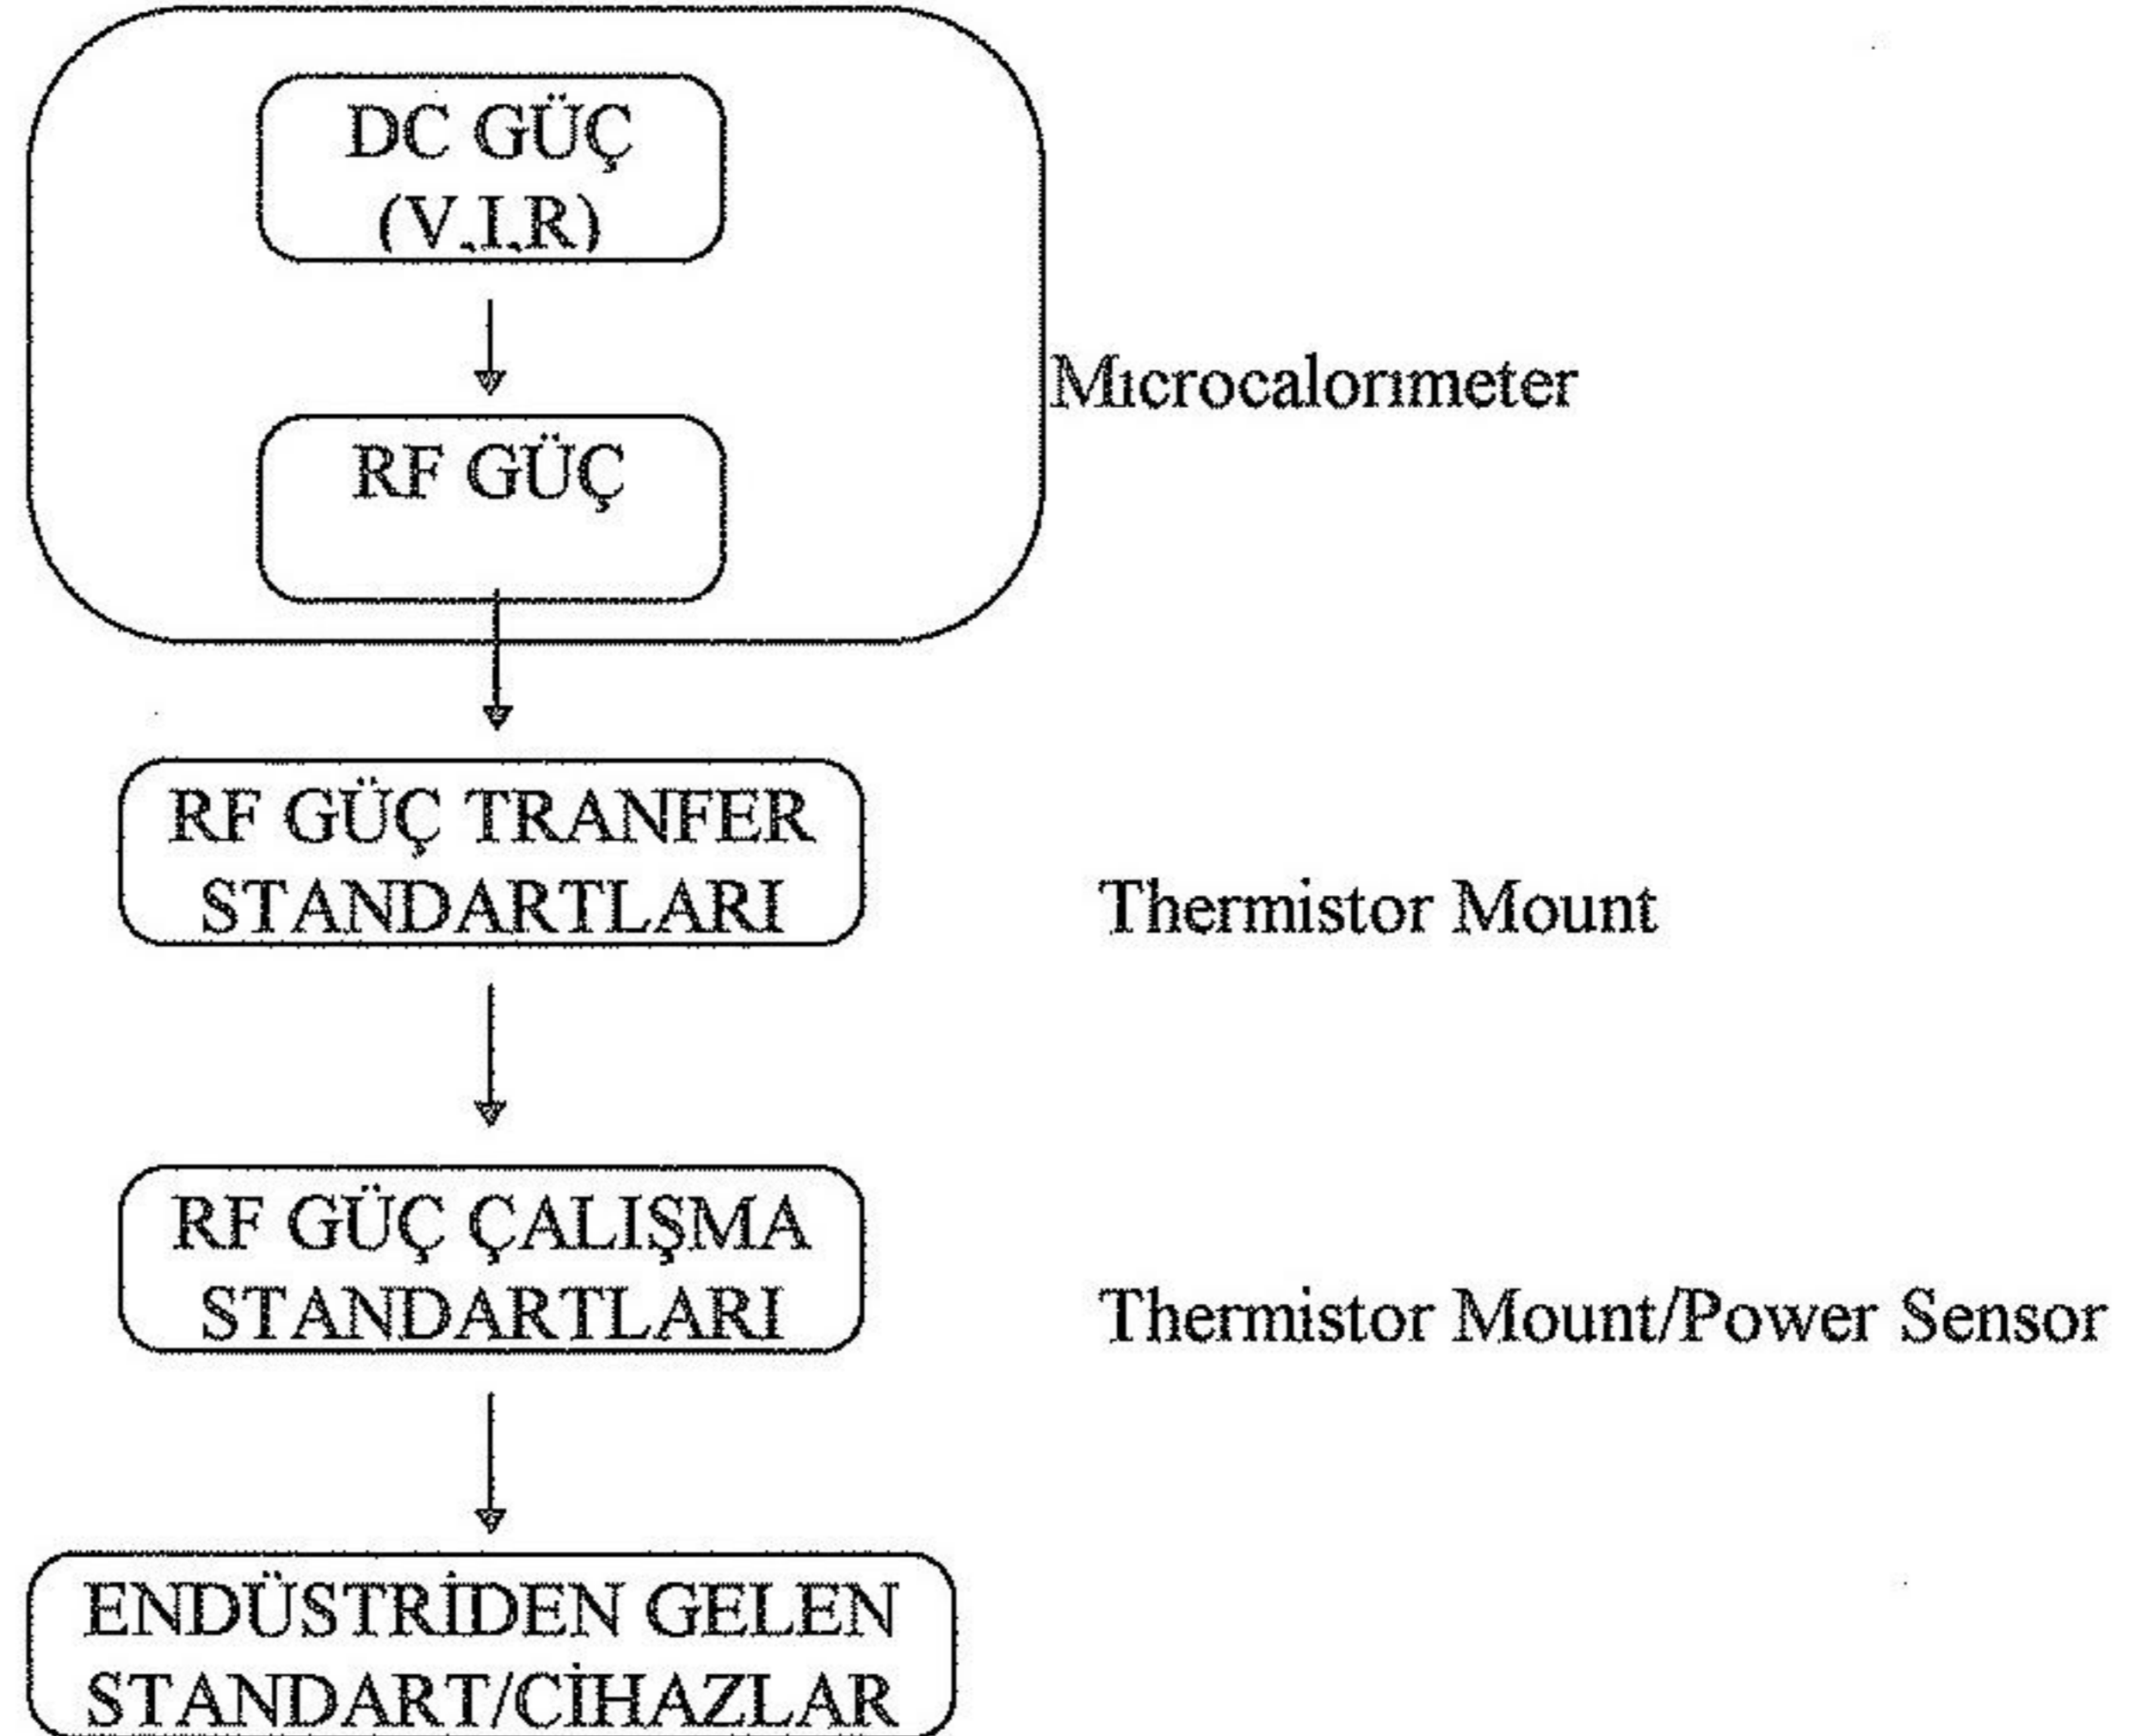 DC GÜÇ
(V,I,R)
RF GÜÇ
Microcalorimeter
RF GÜÇ TRANFER
STANDARTLARI
Thermistor Mount
RF GÜÇ ÇALIŞMA
STANDARTLARI
Thermistor Mount/Power Sensor
ENDÜSTRİDEN GELEN
STANDART/CİHAZLAR